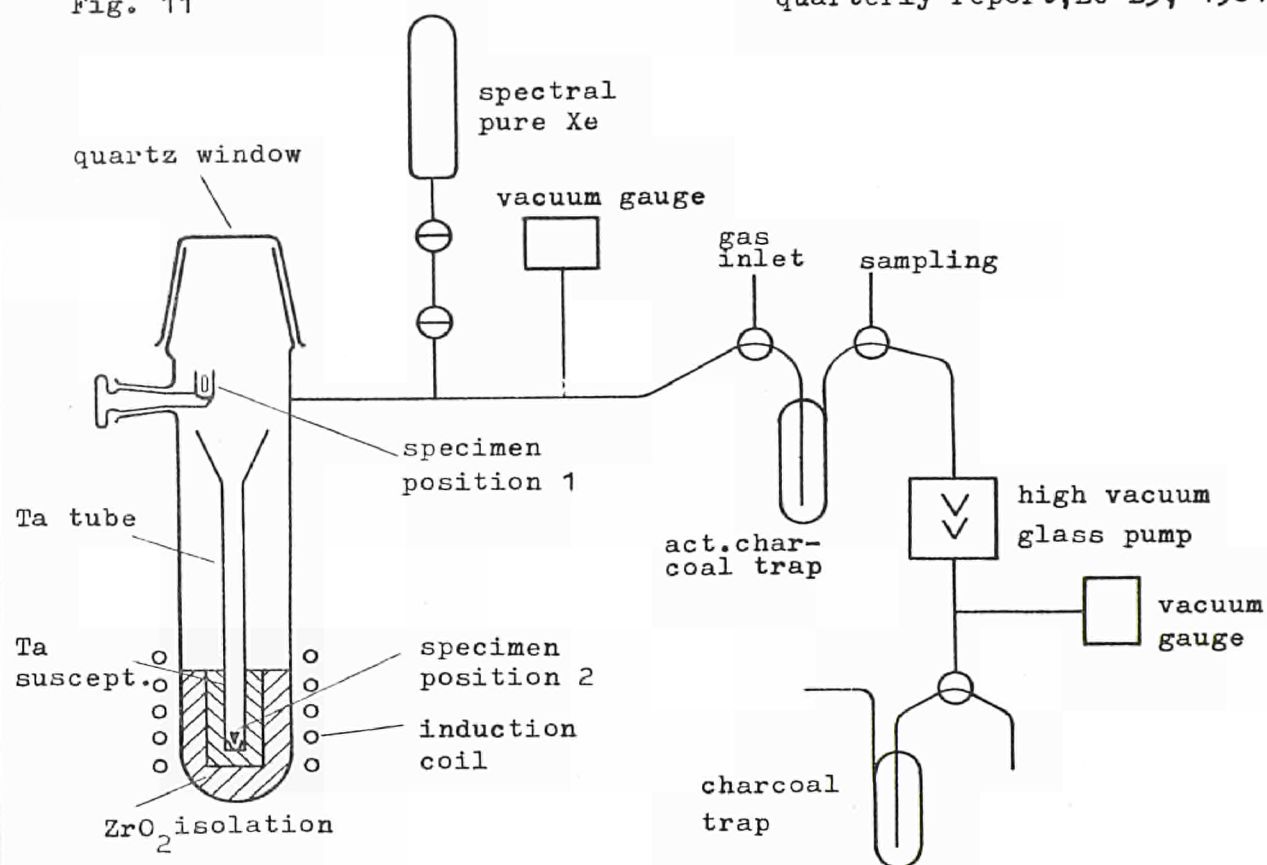 Fig. 11
quarterly report,
spectral
pure Xe
quartz window
vacuum gauge
gas
inlet
sampling
specimen
position 1
Ta tube
high vacuum
glass pump
act.char-
coal trap
vacuum
gauge
Ta
suscept.
specimen
position 2
induction
coil
charcoal
trap
ZrO2 isolation